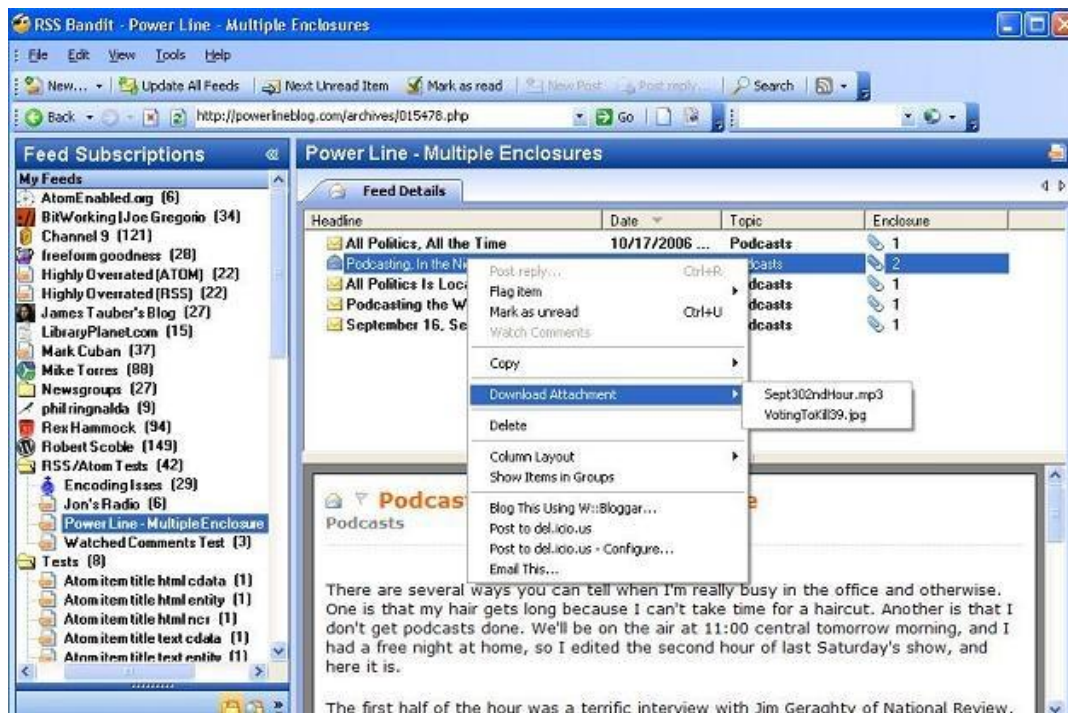 RSS Bandit - Power Line - Multiple Enclosures
File Edit View Tools Help
New... Update All Feeds Next Unread Item Mark as read New Post Post reply... Search
Back http://powerlineblog.com/archives/015478.php Go
Feed Subscriptions
My Feeds
AtomEnabled.org (6)
BitWorking | Joe Gregorio (34)
Channel 9 (121)
freeform goodness (28)
Highly Overrated (ATOM) (22)
Highly Overrated (RSS) (22)
James Tauber's Blog (27)
LibraryPlanet.com (15)
Mark Cuban (37)
Mike Torres (88)
Newsgroups (27)
phil ringnalda (9)
Rex Hammock (94)
Robert Scoble (149)
RSS/Atom Tests (42)
Encoding Isses (29)
Jon's Radio (6)
Power Line - Multiple Enclosure
Watched Comments Test (3)
Tests (8)
Atom item title html cdata (1)
Atom item title html entity (1)
Atom item title html ncr (1)
Atom item title text cdata (1)
Atom item title text entity (1)
Power Line - Multiple Enclosures
Feed Details
Headline Date Topic Enclosure
All Politics, All the Time 10/17/2006 ... Podcasts 1
Podcasting, In the Ni dcasts 2
All Politics Is Loca dcasts 1
Podcasting the W dcasts 1
September 16, Se dcasts 1
Post reply... Ctrl+R
Flag item
Mark as unread Ctrl+U
Watch Comments
Copy
Download Attachment
Sept302ndHour.mp3
VotingToKill39.jpg
Delete
Column Layout
Show Items in Groups
Blog This Using W::Bloggar...
Post to del.icio.us
Post to del.icio.us - Configure...
Email This...
Podcas e
Podcasts
There are several ways you can tell when I'm really busy in the office and otherwise.
One is that my hair gets long because I can't take time for a haircut. Another is that I
don't get podcasts done. We'll be on the air at 11:00 central tomorrow morning, and I
had a free night at home, so I edited the second hour of last Saturday's show, and
here it is.
The first half of the hour was a terrific interview with Jim Geraghty of National Review,